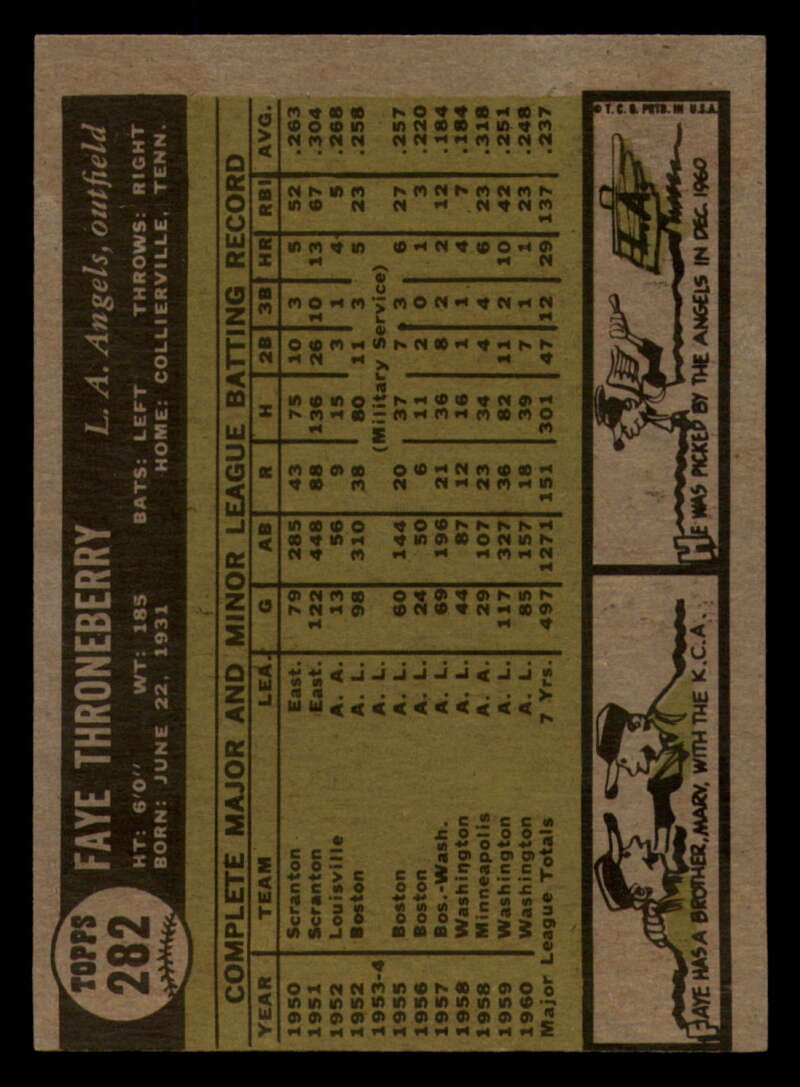 TOPPS
282
FAYE THRONEBERRY L. A. Angels, outfield
HT: 6'0" WT: 185 BATS: LEFT THROWS: RIGHT
BORN: JUNE 22, 1931 HOME: COLLIERVILLE, TENN.
COMPLETE MAJOR AND MINOR LEAGUE BATTING RECORD
YEAR TEAM LEA. G AB R H 2B 3B HR RBI AVG.
1950 Scranton East. 79 285 43 75 10 3 5 52 .263
1951 Scranton East. 122 448 88 136 26 10 13 67 .304
1952 Louisville A. A. 13 56 9 15 3 1 4 5 .268
1952 Boston A. L. 98 310 38 80 11 3 5 23 .258
1953-4 A. L. (Military Service)
1955 Boston A. L. 60 144 20 37 7 3 6 27 .257
1956 Boston A. L. 24 50 6 11 2 0 1 3 .220
1957 Bos.-Wash. A. L. 69 196 21 36 8 2 2 12 .184
1958 Washington A. L. 44 87 12 16 1 1 4 7 .184
1958 Minneapolis A. A. 29 107 23 34 4 4 6 23 .318
1959 Washington A. L. 117 327 36 82 11 2 10 42 .251
1960 Washington A. L. 85 157 18 39 7 1 1 23 .248
Major League Totals 7 Yrs. 497 1271 151 301 47 12 29 137 .237
FAYE HAS A BROTHER, MARV, WITH THE K.C.A.
L.A.
HE WAS PICKED BY THE ANGELS IN DEC. 1960
© T. C. G. PRTD. IN U.S.A.